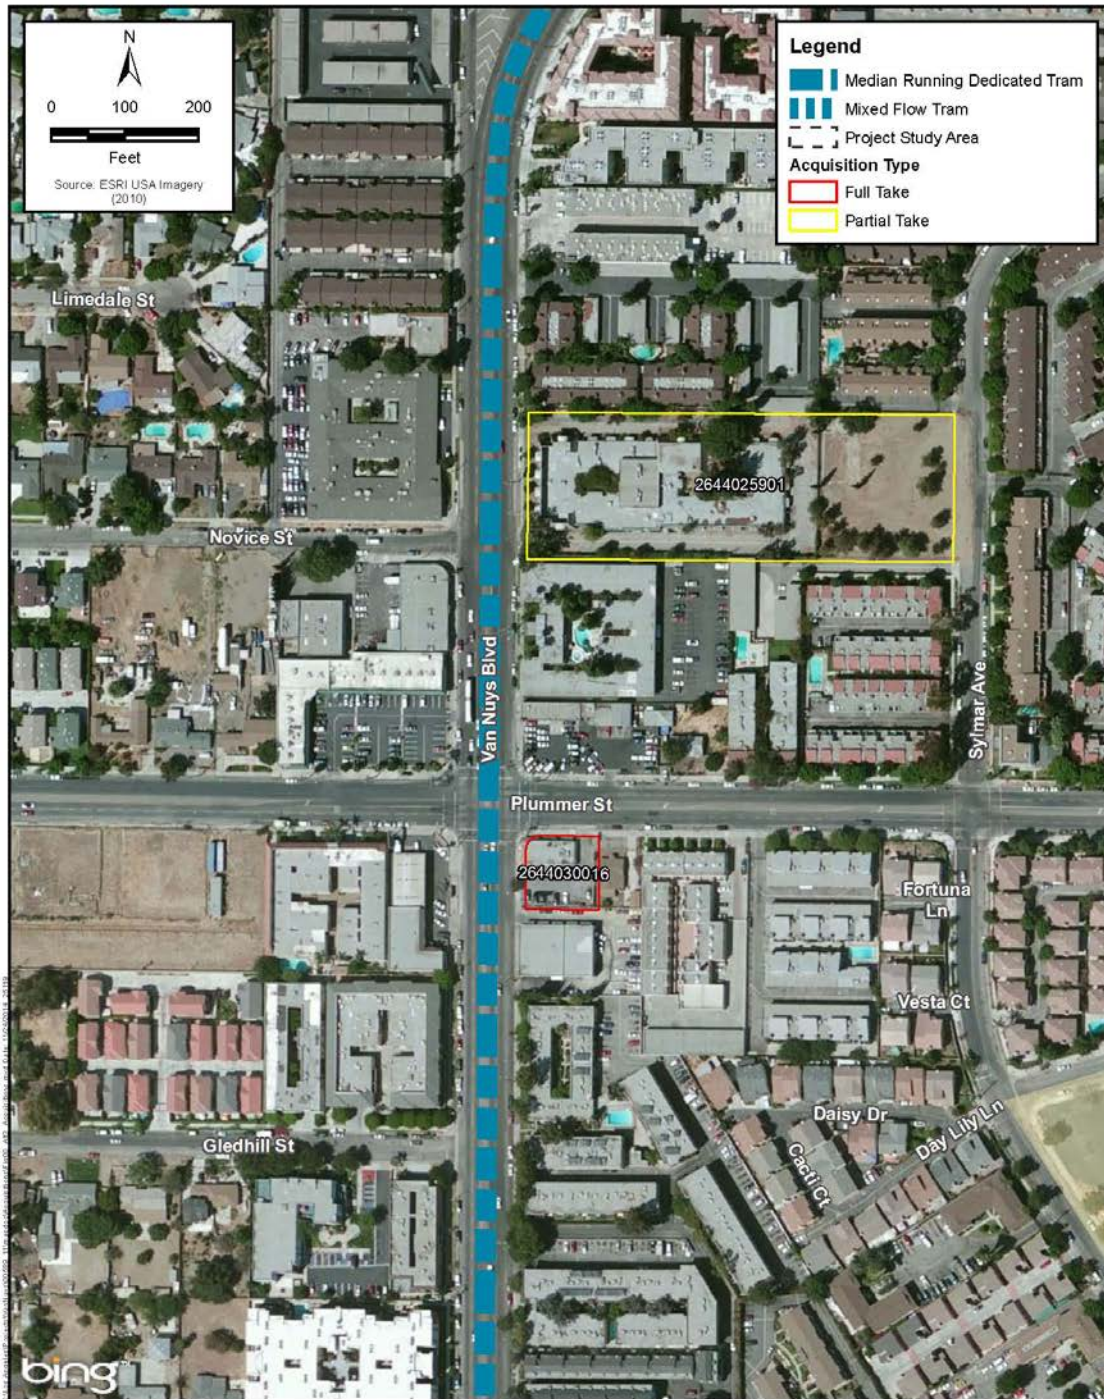 N
0 100 200
Feet
Source: ESRI USA Imagery
(2010)
Legend
Median Running Dedicated Tram
Mixed Flow Tram
Project Study Area
Acquisition Type
Full Take
Partial Take
Limedale St
2644025901
Novice St
Van Nuys Blvd
Sylmar Ave
Plummer St
2644030016
Fortuna
Ln
Vesta Ct
Daisy Dr
Day Lily Ln
Cacti Ct
Gledhill St
bing